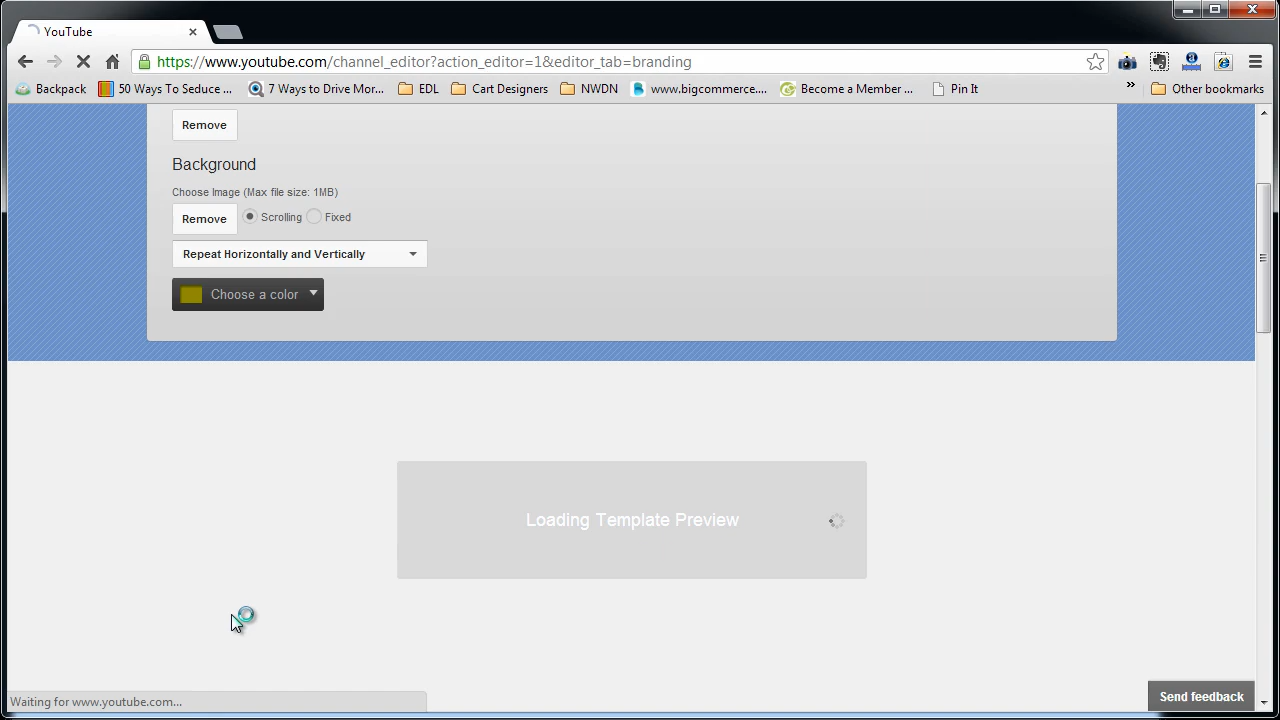 YouTube
https://www.youtube.com/channel_editor?action_editor=1&editor_tab=branding
Backpack 50 Ways To Seduce ... 7 Ways to Drive Mor... EDL Cart Designers NWDN www.bigcommerce.... Become a Member ... Pin It » Other bookmarks
Remove
Background
Choose Image (Max file size: 1MB)
Remove Scrolling Fixed
Repeat Horizontally and Vertically
Choose a color
Loading Template Preview
Send feedback
Waiting for www.youtube.com...